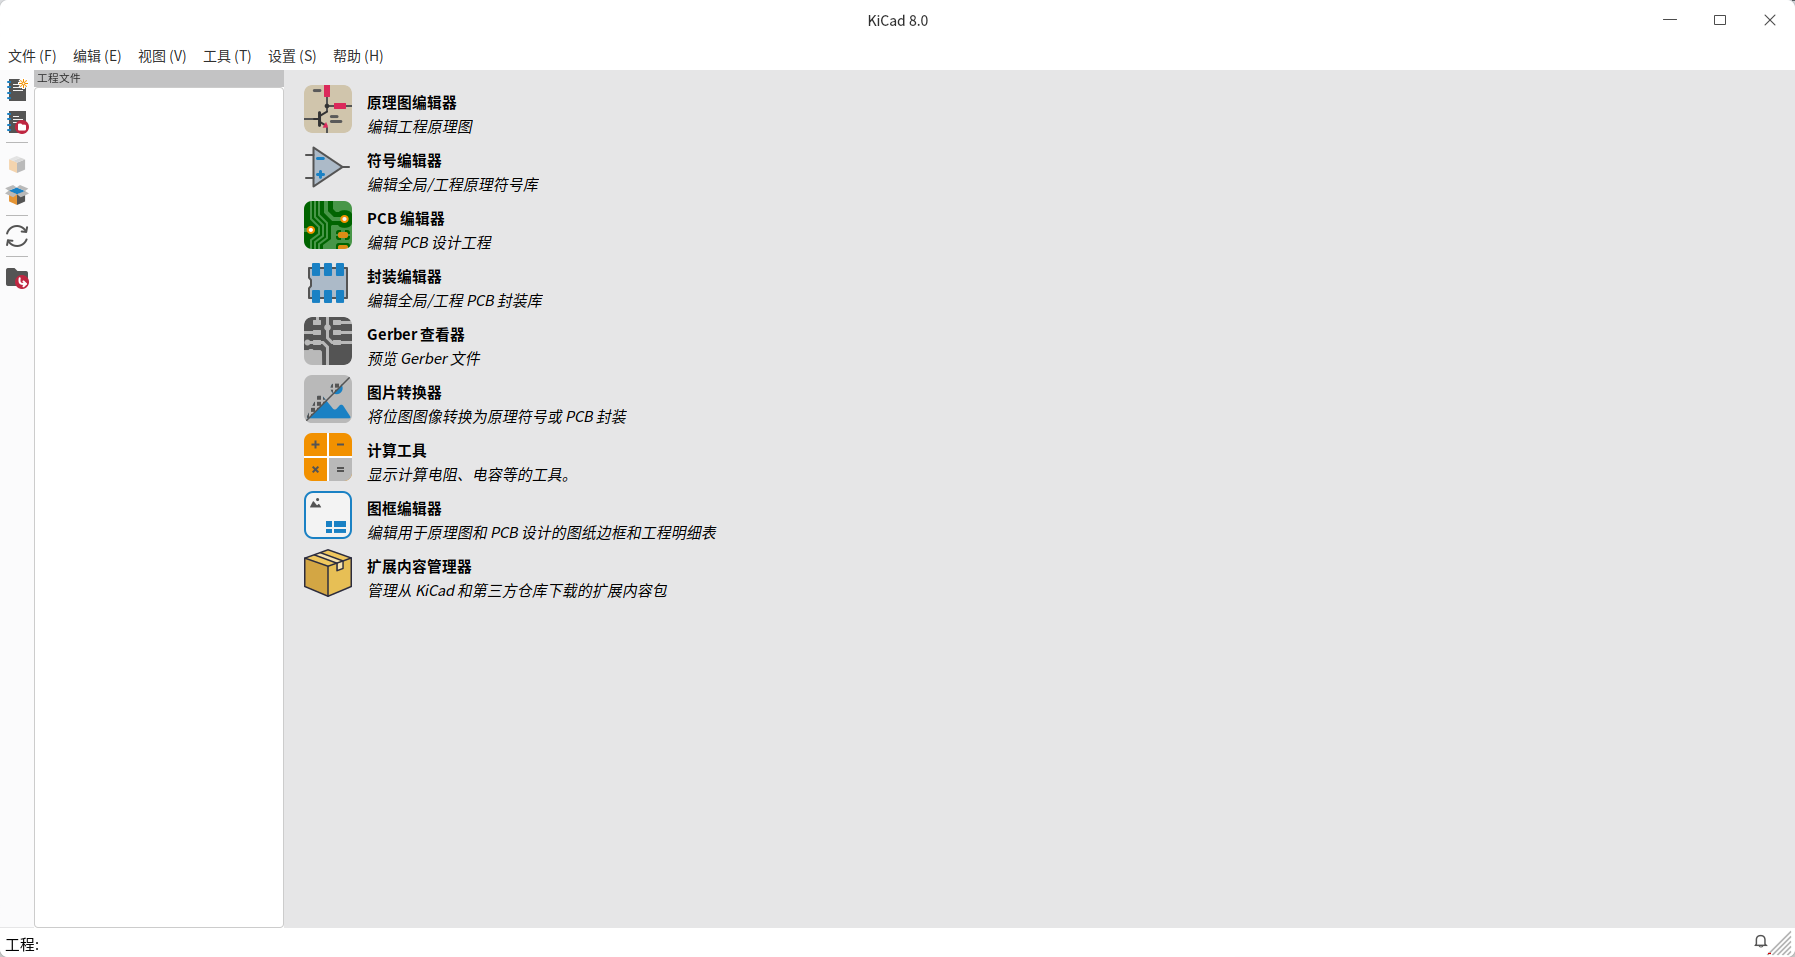 KiCad 8.0
文件 (F) 编辑 (E) 视图 (V) 工具 (T) 设置 (S) 帮助 (H)
工程文件
原理图编辑器
编辑工程原理图
符号编辑器
编辑全局/工程原理符号库
PCB 编辑器
编辑 PCB 设计工程
封装编辑器
编辑全局/工程 PCB 封装库
Gerber 查看器
预览 Gerber 文件
图片转换器
将位图图像转换为原理符号或 PCB 封装
计算工具
显示计算电阻、电容等的工具。
图框编辑器
编辑用于原理图和 PCB 设计的图纸边框和工程明细表
扩展内容管理器
管理从 KiCad 和第三方仓库下载的扩展内容包
工程: